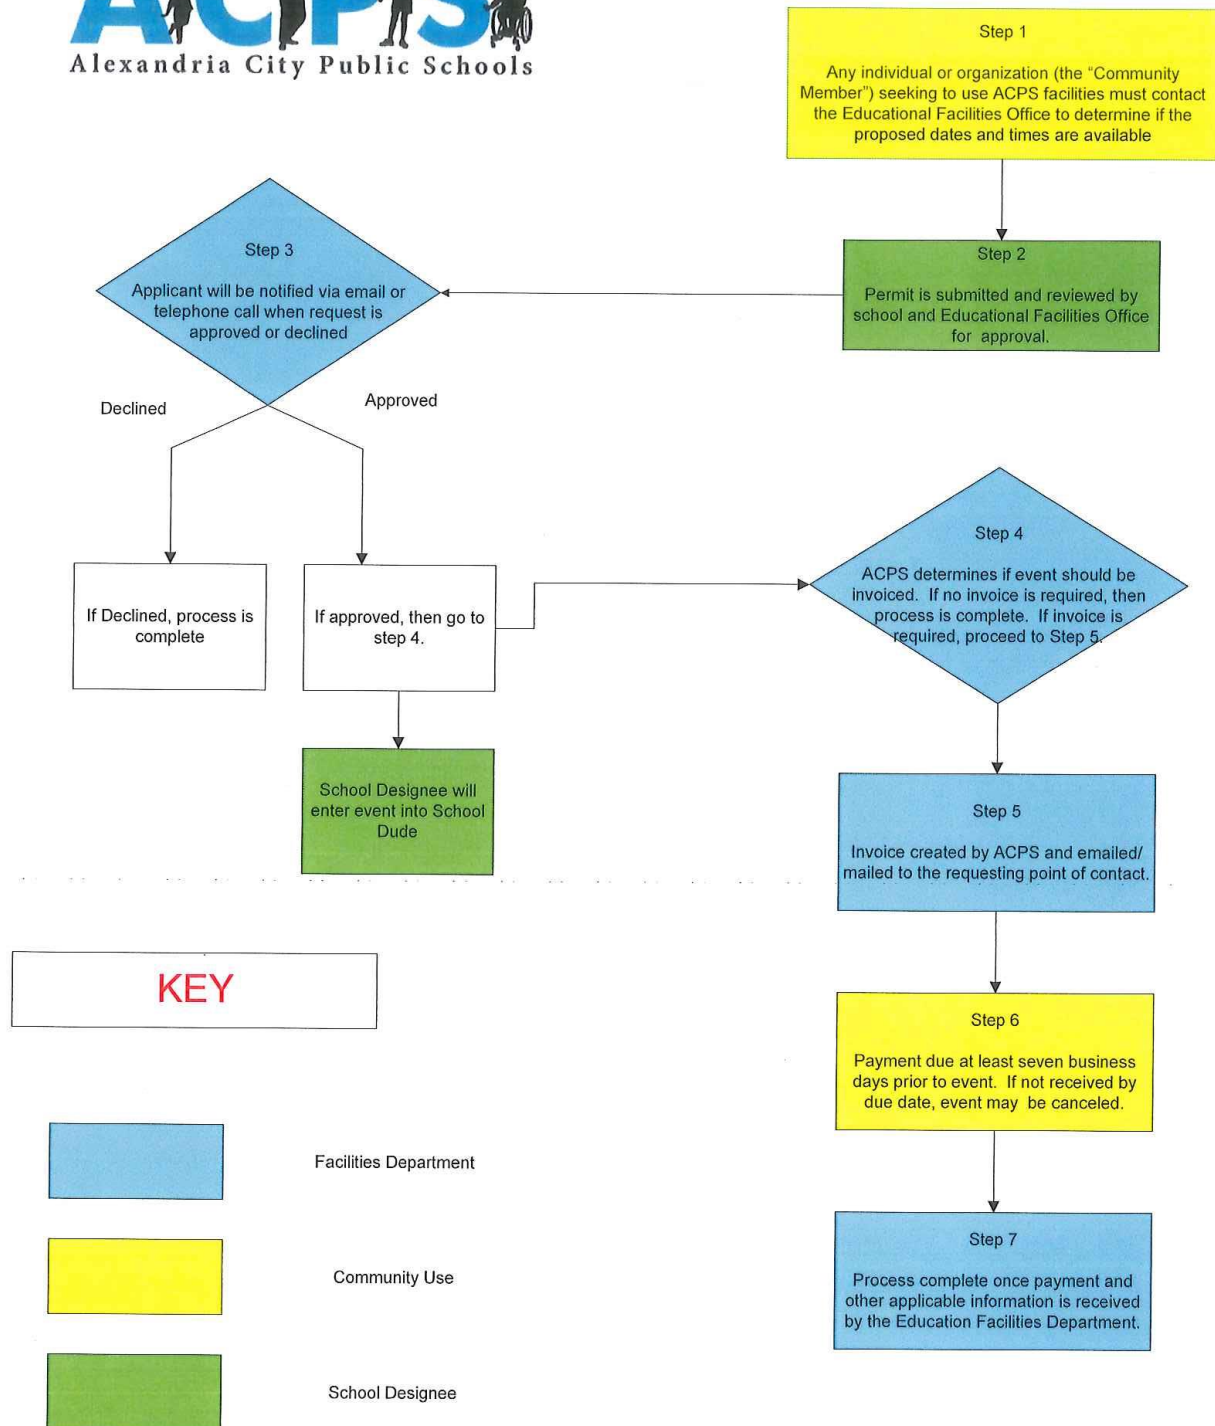 ACPS
Alexandria City Public Schools
Step 1
Any individual or organization (the “Community
Member”) seeking to use ACPS facilities must contact
the Educational Facilities Office to determine if the
proposed dates and times are available
Step 2
Permit is submitted and reviewed by
school and Educational Facilities Office
for approval.
Step 3
Applicant will be notified via email or
telephone call when request is
approved or declined
Declined
Approved
If Declined, process is
complete
If approved, then go to
step 4.
School Designee will
enter event into School
Dude
Step 4
ACPS determines if event should be
invoiced. If no invoice is required, then
process is complete. If invoice is
required, proceed to Step 5.
Step 5
Invoice created by ACPS and emailed/
mailed to the requesting point of contact.
Step 6
Payment due at least seven business
days prior to event. If not received by
due date, event may be canceled.
Step 7
Process complete once payment and
other applicable information is received
by the Education Facilities Department.
KEY
Facilities Department
Community Use
School Designee